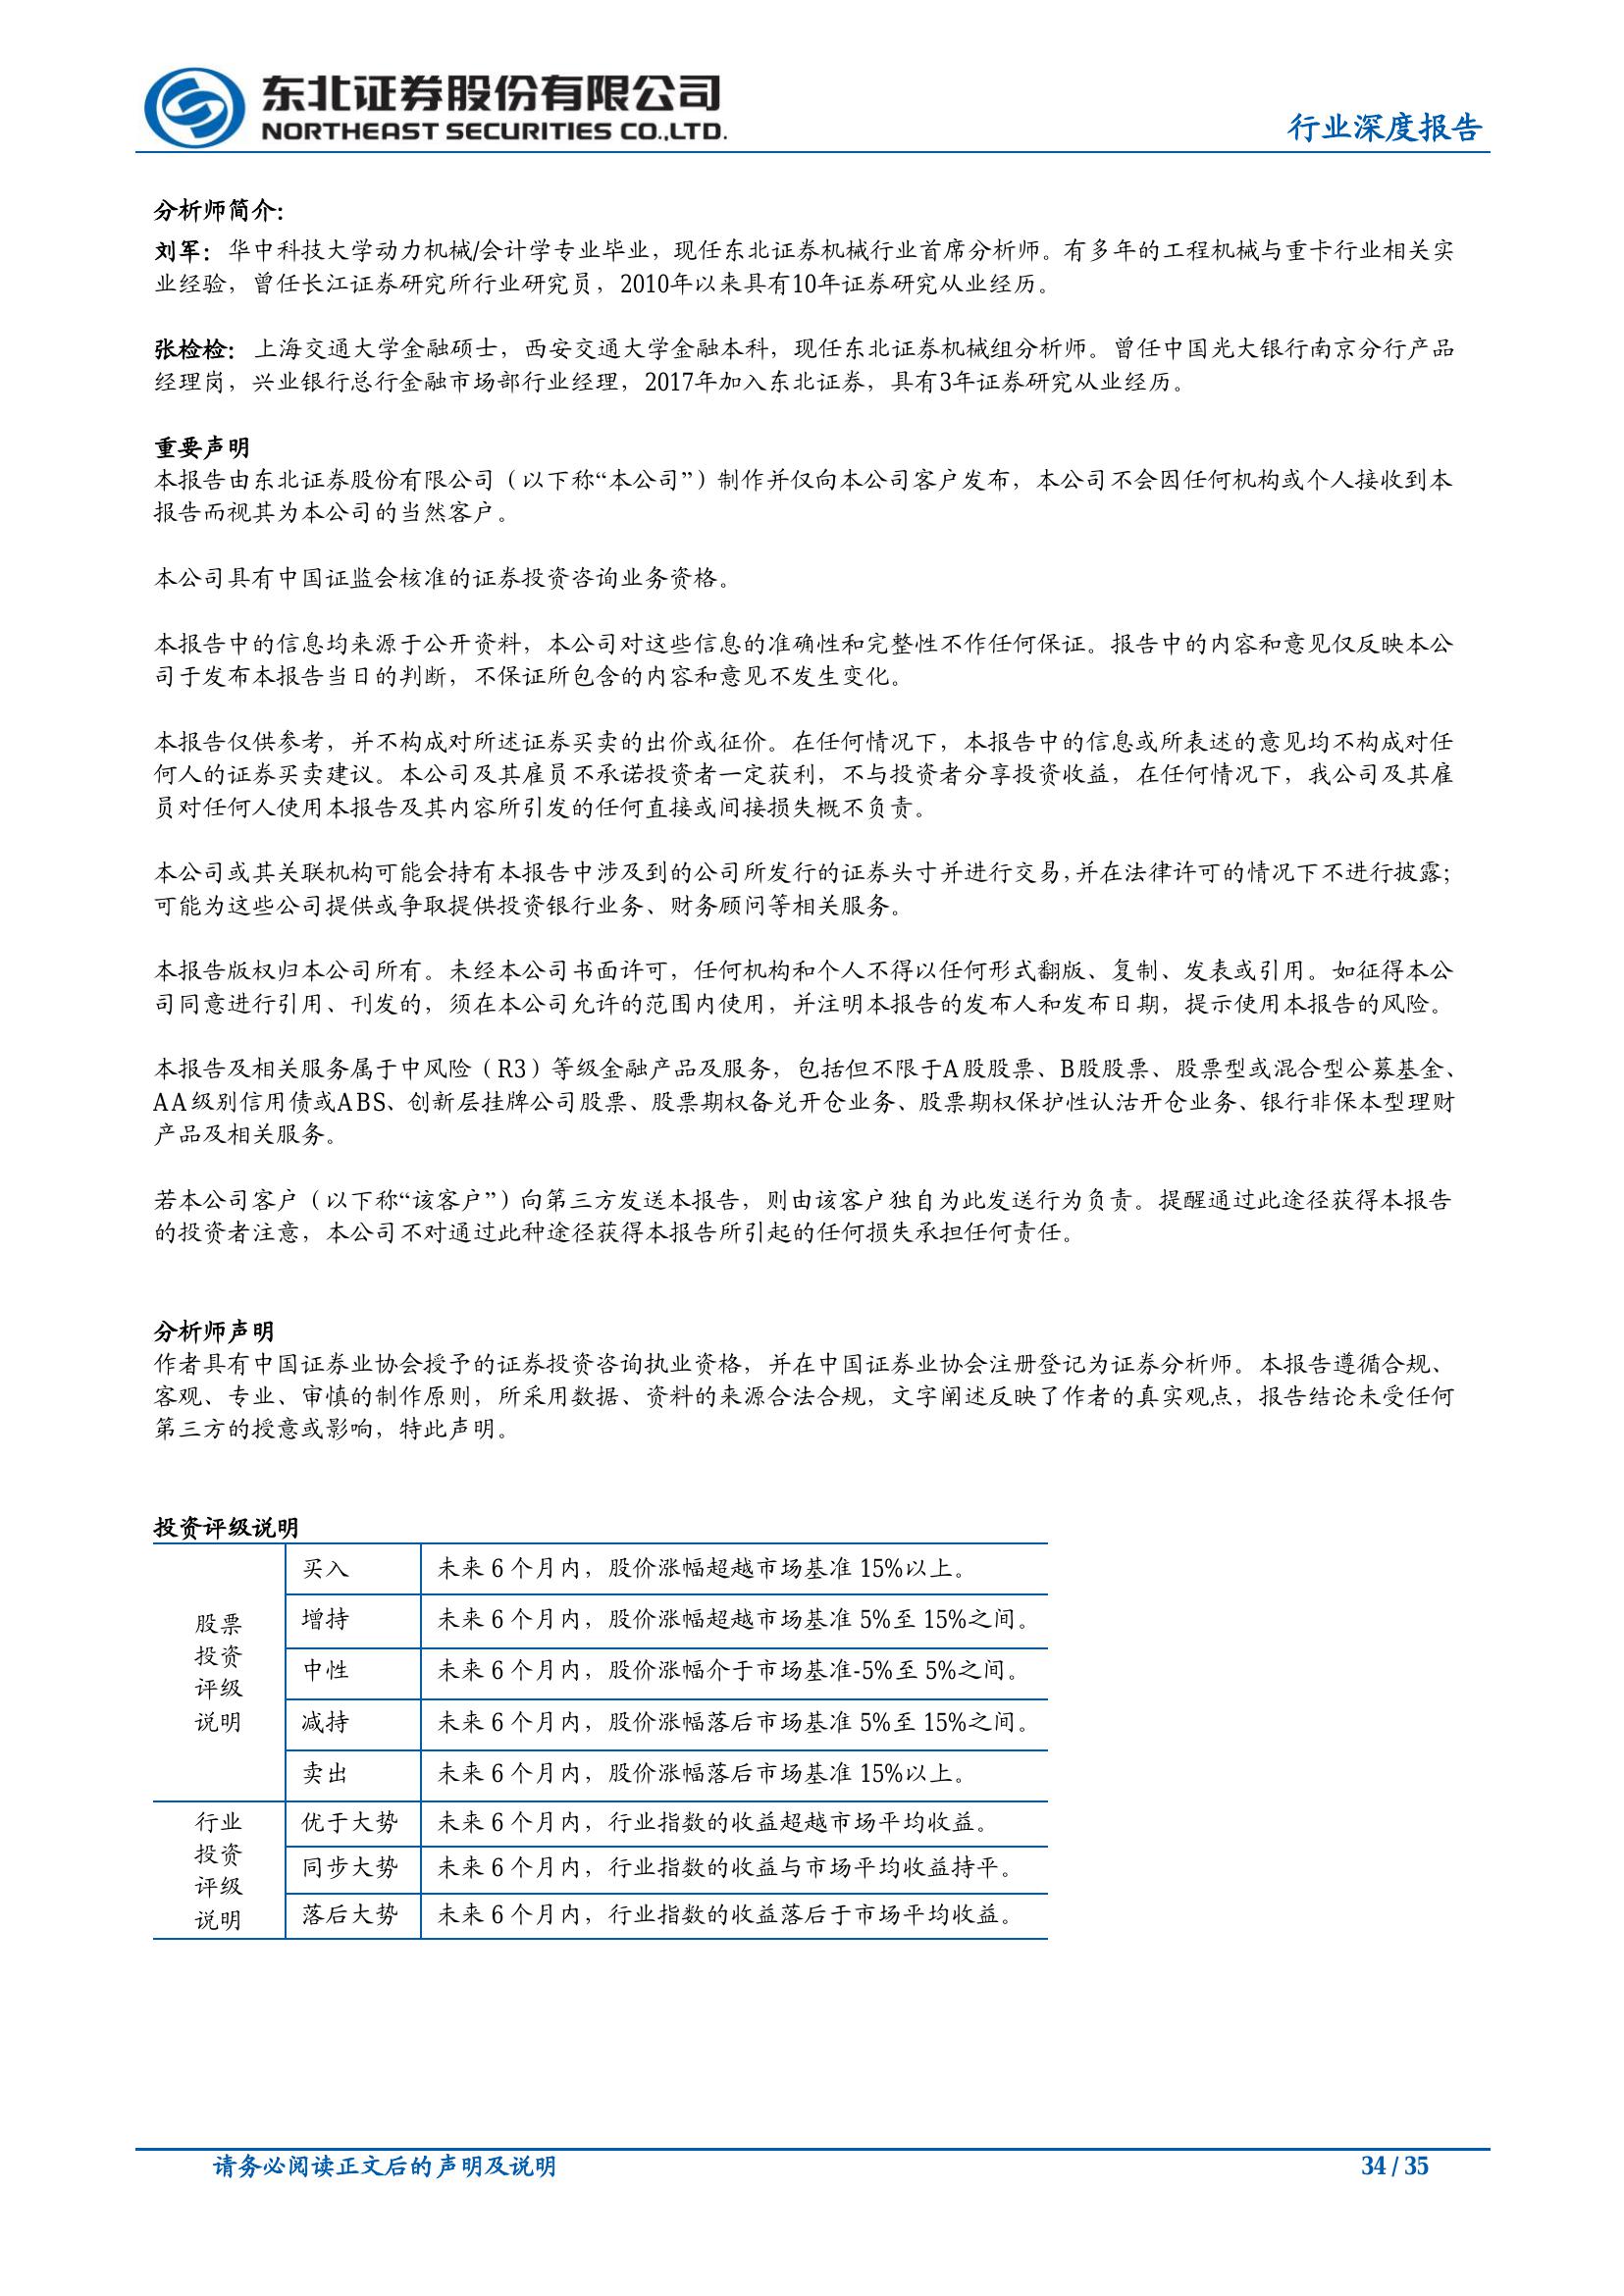 东北证券股份有限公司
NORTHEAST SECURITIES CO.,LTD.
行业深度报告
分析师简介：
刘军：华中科技大学动力机械/会计学专业毕业，现任东北证券机械行业首席分析师。有多年的工程机械与重卡行业相关实
业经验，曾任长江证券研究所行业研究员，2010年以来具有10年证券研究从业经历。
张检检：上海交通大学金融硕士，西安交通大学金融本科，现任东北证券机械组分析师。曾任中国光大银行南京分行产品
经理岗，兴业银行总行金融市场部行业经理，2017年加入东北证券，具有3年证券研究从业经历。
重要声明
本报告由东北证券股份有限公司（以下称“本公司”）制作并仅向本公司客户发布，本公司不会因任何机构或个人接收到本
报告而视其为本公司的当然客户。
本公司具有中国证监会核准的证券投资咨询业务资格。
本报告中的信息均来源于公开资料，本公司对这些信息的准确性和完整性不作任何保证。报告中的内容和意见仅反映本公
司于发布本报告当日的判断，不保证所包含的内容和意见不发生变化。
本报告仅供参考，并不构成对所述证券买卖的出价或征价。在任何情况下，本报告中的信息或所表述的意见均不构成对任
何人的证券买卖建议。本公司及其雇员不承诺投资者一定获利，不与投资者分享投资收益，在任何情况下，我公司及其雇
员对任何人使用本报告及其内容所引发的任何直接或间接损失概不负责。
本公司或其关联机构可能会持有本报告中涉及到的公司所发行的证券头寸并进行交易，并在法律许可的情况下不进行披露；
可能为这些公司提供或争取提供投资银行业务、财务顾问等相关服务。
本报告版权归本公司所有。未经本公司书面许可，任何机构和个人不得以任何形式翻版、复制、发表或引用。如征得本公
司同意进行引用、刊发的，须在本公司允许的范围内使用，并注明本报告的发布人和发布日期，提示使用本报告的风险。
本报告及相关服务属于中风险（R3）等级金融产品及服务，包括但不限于A股股票、B股股票、股票型或混合型公募基金、
AA级别信用债或ABS、创新层挂牌公司股票、股票期权备兑开仓业务、股票期权保护性认沽开仓业务、银行非保本型理财
产品及相关服务。
若本公司客户（以下称“该客户”）向第三方发送本报告，则由该客户独自为此发送行为负责。提醒通过此途径获得本报告
的投资者注意，本公司不对通过此种途径获得本报告所引起的任何损失承担任何责任。
分析师声明
作者具有中国证券业协会授予的证券投资咨询执业资格，并在中国证券业协会注册登记为证券分析师。本报告遵循合规、
客观、专业、审慎的制作原则，所采用数据、资料的来源合法合规，文字阐述反映了作者的真实观点，报告结论未受任何
第三方的授意或影响，特此声明。
投资评级说明
股票
投资
评级
说明
买入 未来 6 个月内，股价涨幅超越市场基准 15%以上。
增持 未来 6 个月内，股价涨幅超越市场基准 5%至 15%之间。
中性 未来 6 个月内，股价涨幅介于市场基准-5%至 5%之间。
减持 未来 6 个月内，股价涨幅落后市场基准 5%至 15%之间。
卖出 未来 6 个月内，股价涨幅落后市场基准 15%以上。
行业
投资
评级
说明
优于大势 未来 6 个月内，行业指数的收益超越市场平均收益。
同步大势 未来 6 个月内，行业指数的收益与市场平均收益持平。
落后大势 未来 6 个月内，行业指数的收益落后于市场平均收益。
请务必阅读正文后的声明及说明
34 / 35